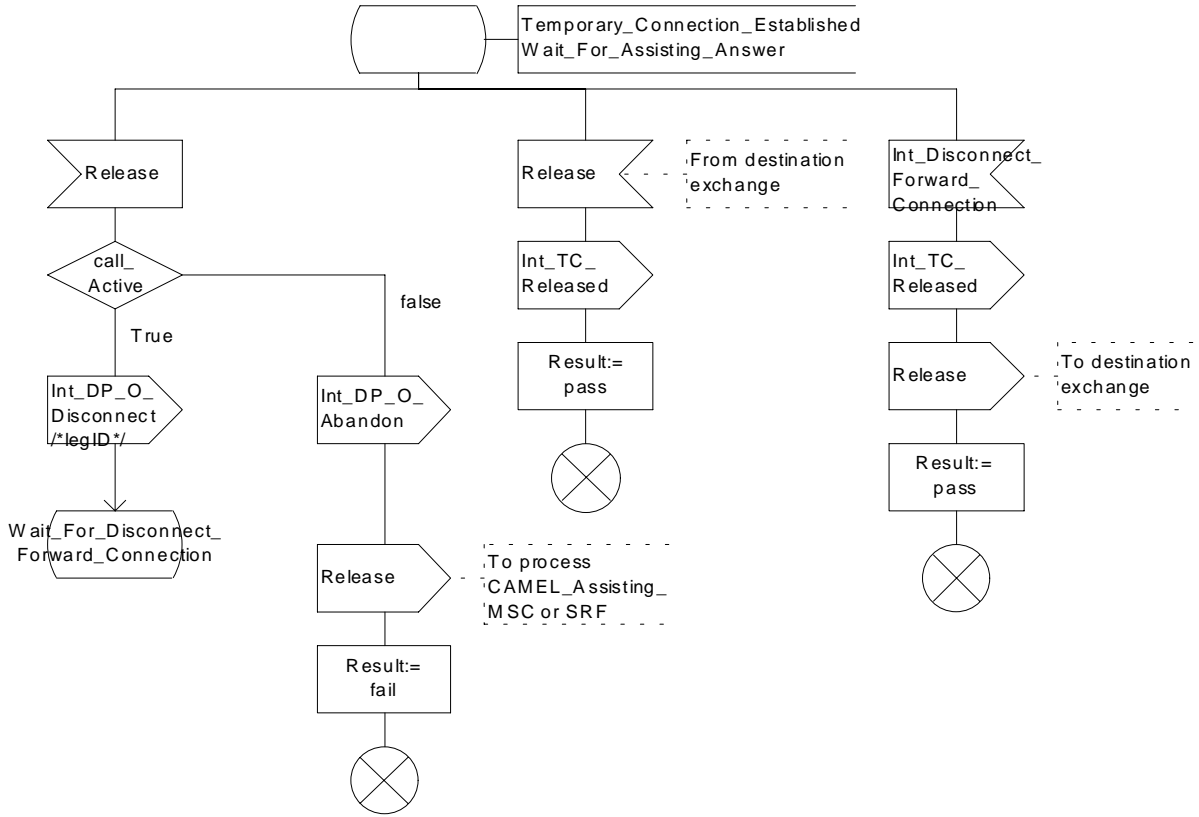 Temporary_Connection_Established
Wait_For_Assisting_Answer
Release
call_
Active
True
false
Int_DP_O_
Disconnect
/*legID*/
Wait_For_Disconnect_
Forward_Connection
Int_DP_O_
Abandon
Release
To process
CAMEL_Assisting_
MSC or SRF
Result:=
fail
Release
From destination
exchange
Int_TC_
Released
Result:=
pass
Int_Disconnect_
Forward_
Connection
Int_TC_
Released
Release
To destination
exchange
Result:=
pass